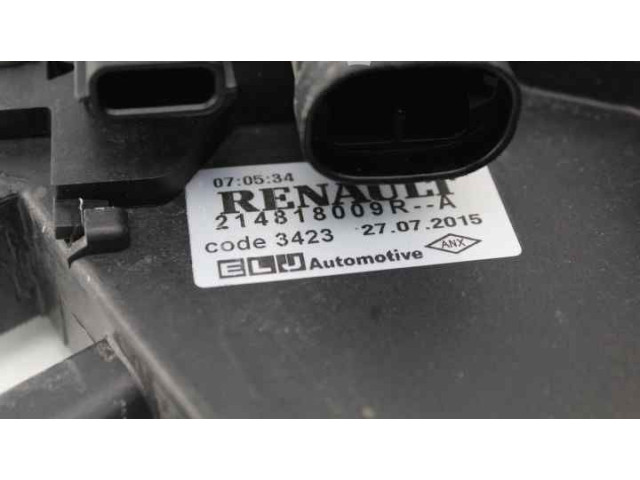 07:05:34
RENAULT
214818009R--A
code 3423 27.07.2015
ELJ Automotive
ANX